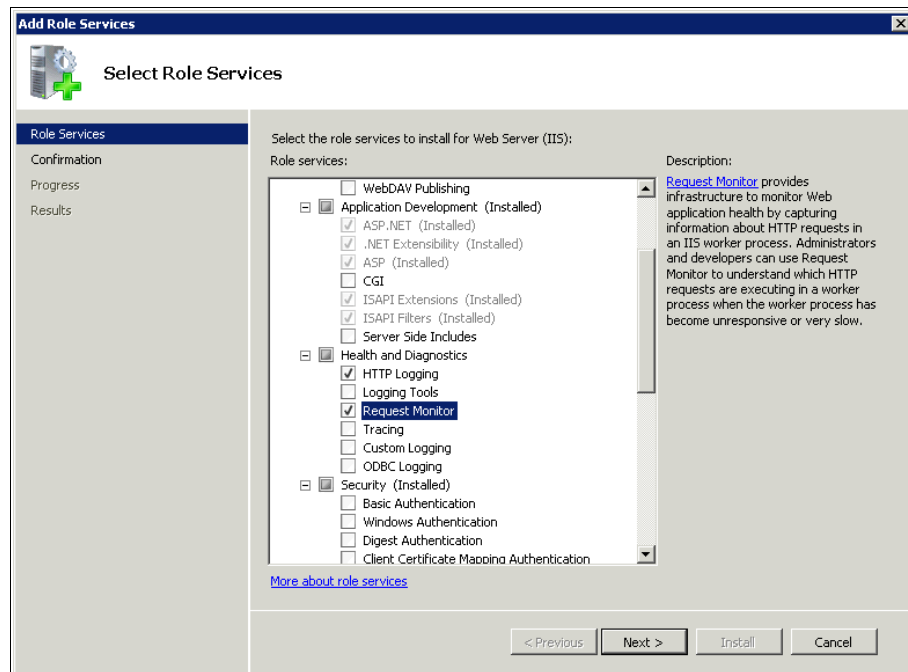 Add Role Services
Select Role Services
Role Services
Confirmation
Progress
Results
Select the role services to install for Web Server (IIS):
Role services:
WebDAV Publishing
Application Development (Installed)
ASP.NET (Installed)
.NET Extensibility (Installed)
ASP (Installed)
CGI
ISAPI Extensions (Installed)
ISAPI Filters (Installed)
Server Side Includes
Health and Diagnostics
HTTP Logging
Logging Tools
Request Monitor
Tracing
Custom Logging
ODBC Logging
Security (Installed)
Basic Authentication
Windows Authentication
Digest Authentication
Client Certificate Mapping Authentication
More about role services
Description:
Request Monitor provides
infrastructure to monitor Web
application health by capturing
information about HTTP requests in
an IIS worker process. Administrators
and developers can use Request
Monitor to understand which HTTP
requests are executing in a worker
process when the worker process has
become unresponsive or very slow.
< Previous
Next >
Install
Cancel